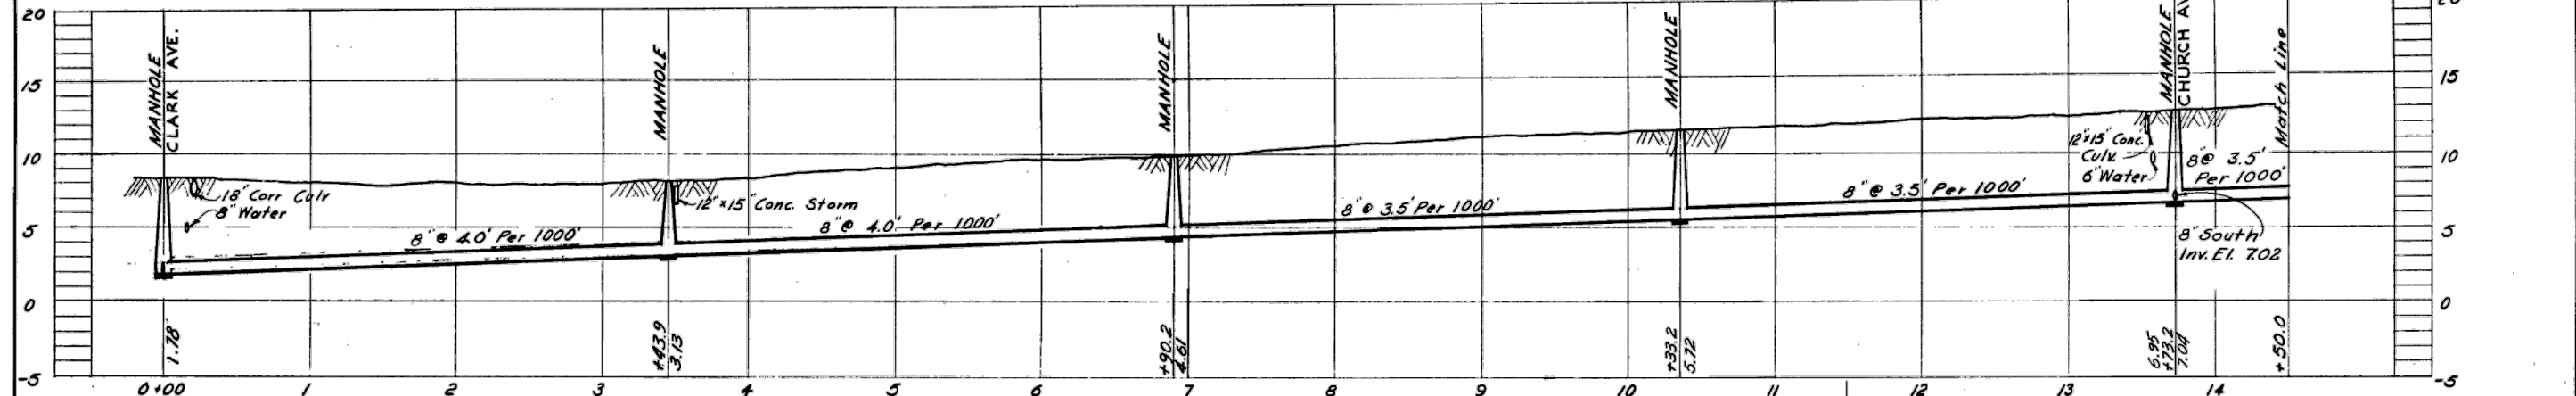 20
15
10
5
0
-5
MANHOLE
CLARK AVE.
MANHOLE
MANHOLE
MANHOLE
MANHOLE
CHURCH AV
Match Line
20
15
10
5
0
-5
18" Corr Culv
8" Water
12"x15" Conc. Storm
12"x15" Conc.
Culv.
6" Water
8" @ 4.0' Per 1000'
8" @ 4.0' Per 1000'
8" @ 3.5' Per 1000'
8" @ 3.5' Per 1000'
8" @ 3.5'
Per 1000'
8" South
Inv. El. 7.02
1.78
+43.9
3.13
+90.2
4.61
+33.2
5.72
6.95
+73.2
7.04
+50.0
0+00 1 2 3 4 5 6 7 8 9 10 11 12 13 14